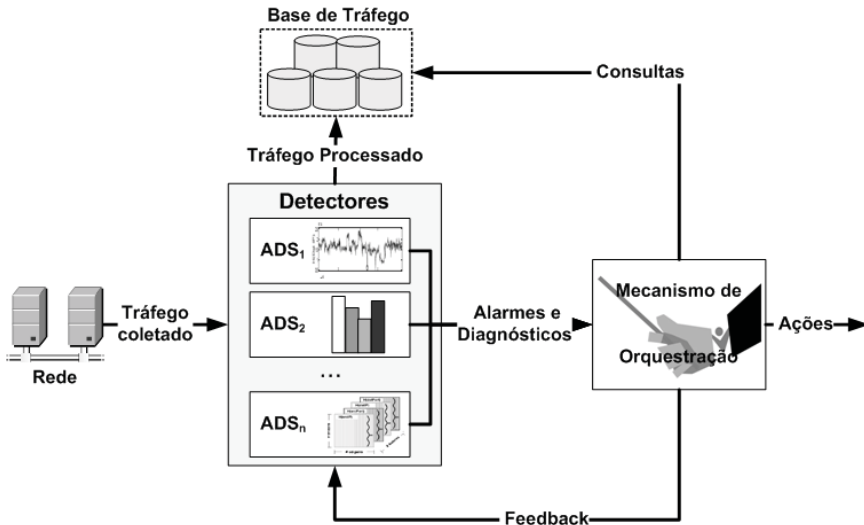 Base de Tráfego
Consultas
Tráfego Processado
Detectores
ADS1
ADS2
...
ADSn
Tráfego
coletado
Rede
Alarmes e
Diagnósticos
Mecanismo de
Orquestração
Ações
Feedback